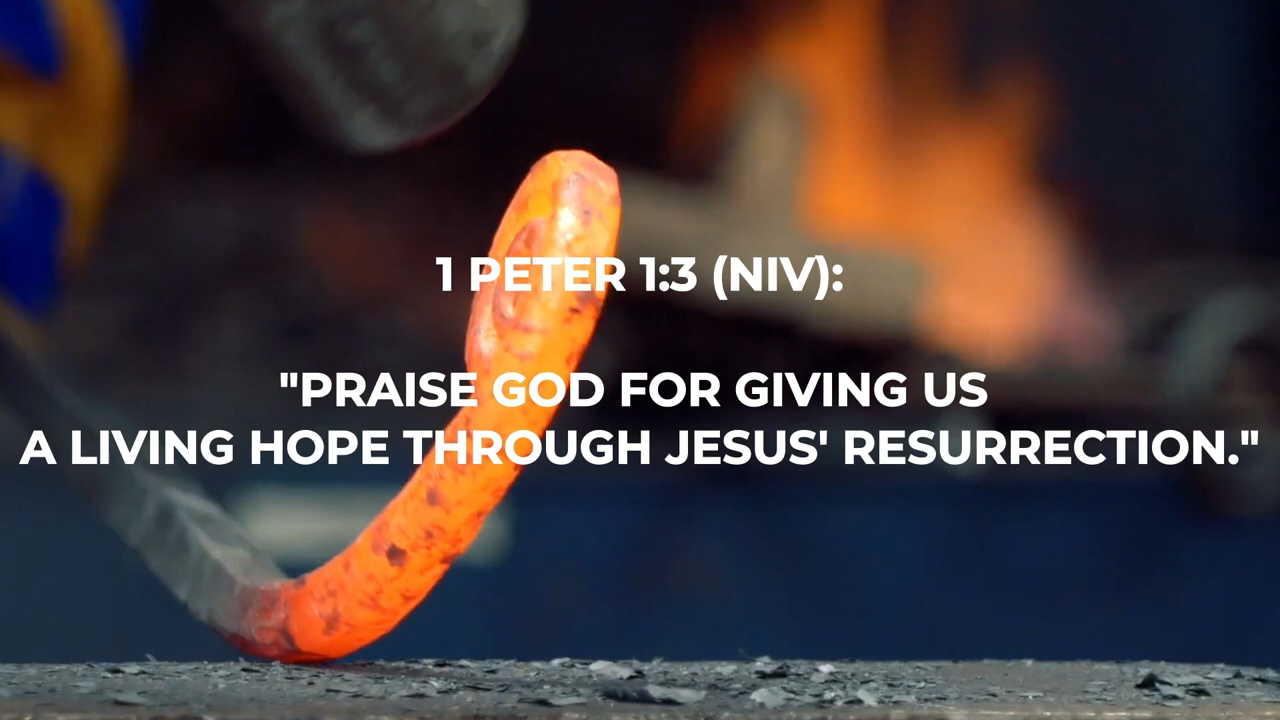 1 PETER 1:3 (NIV):
"PRAISE GOD FOR GIVING US
A LIVING HOPE THROUGH JESUS' RESURRECTION."